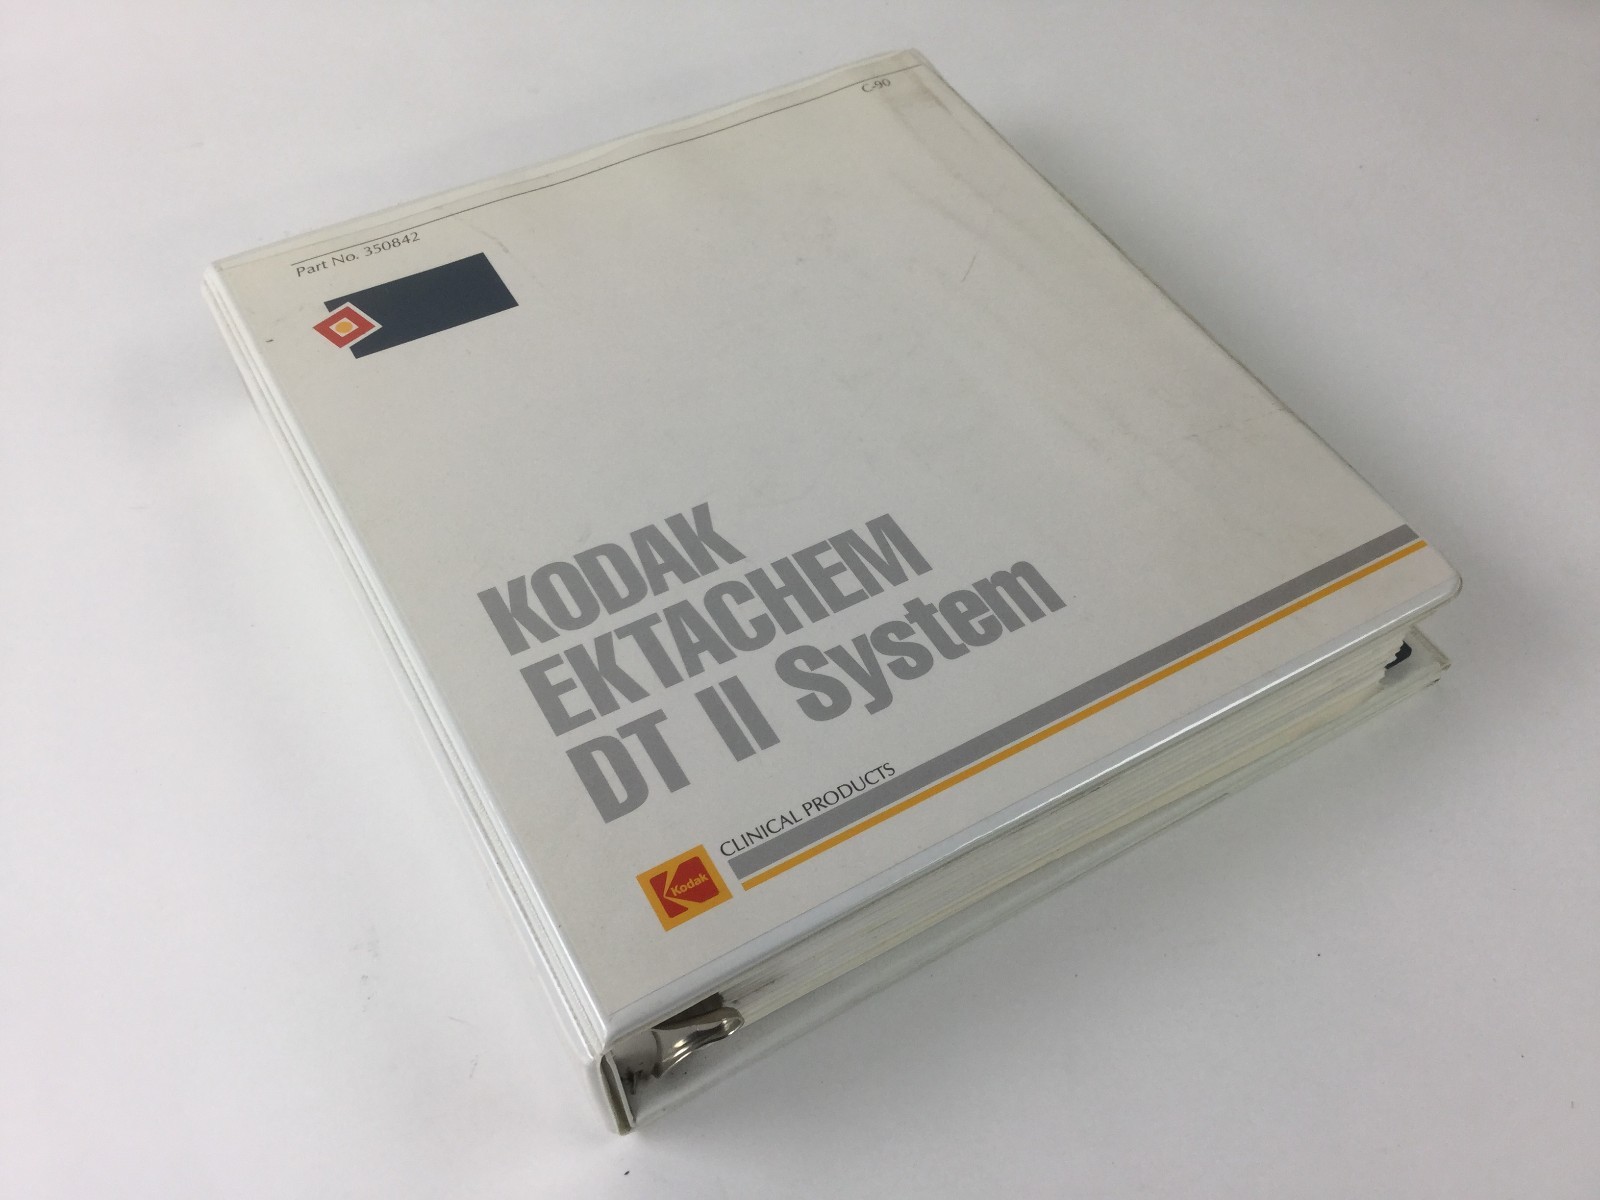 C-90
Part No. 350842
KODAK
EKTACHEM
DT II System
CLINICAL PRODUCTS
Kodak